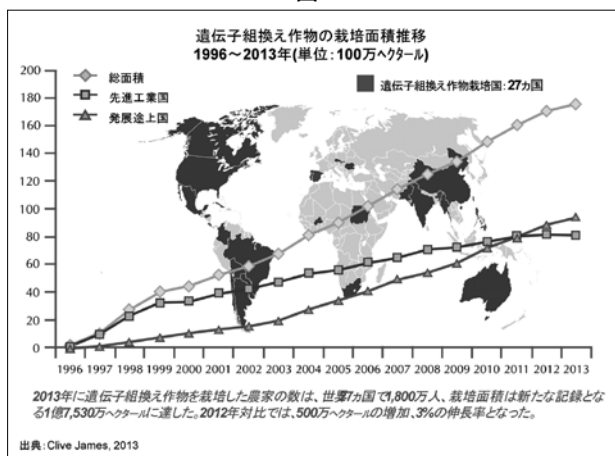 遺伝子組換え作物の栽培面積推移
1996～2013年(単位：100万ヘクタール)
総面積
先進工業国
発展途上国
遺伝子組換え作物栽培国：27ヵ国
200
180
160
140
120
100
80
60
40
20
0
1996 1997 1998 1999 2000 2001 2002 2003 2004 2005 2006 2007 2008 2009 2010 2011 2012 2013
2013年に遺伝子組換え作物を栽培した農家の数は、世界27ヵ国で1,800万人、栽培面積は新たな記録とな
る1億7,530万ヘクタールに達した。2012年対比では、500万ヘクタールの増加、3%の伸長率となった。
出典：Clive James, 2013